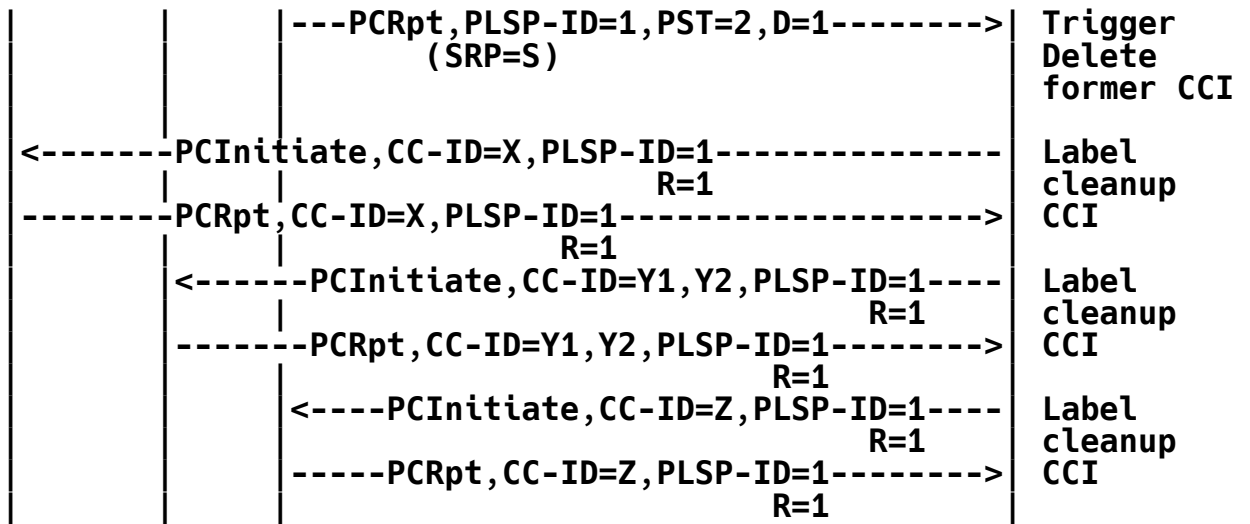 |            |         |---PCRpt,PLSP-ID=1,PST=2,D=1-------->|  Trigger
|            |         |           (SRP=S)                  |  Delete
|            |         |                                    |  former CCI
|            |         |                                    |
|<-------PCInitiate,CC-ID=X,PLSP-ID=1---------------|  Label
|            |         |                     R=1            |  cleanup
|--------PCRpt,CC-ID=X,PLSP-ID=1------------------->|  CCI
|            |         |                R=1                 |
|            |<------PCInitiate,CC-ID=Y1,Y2,PLSP-ID=1----|  Label
|            |         |                              R=1   |  cleanup
|            |-------PCRpt,CC-ID=Y1,Y2,PLSP-ID=1-------->|  CCI
|            |         |                         R=1        |
|            |         |<----PCInitiate,CC-ID=Z,PLSP-ID=1----|  Label
|            |         |                              R=1   |  cleanup
|            |         |-----PCRpt,CC-ID=Z,PLSP-ID=1-------->|  CCI
|            |         |                         R=1        |